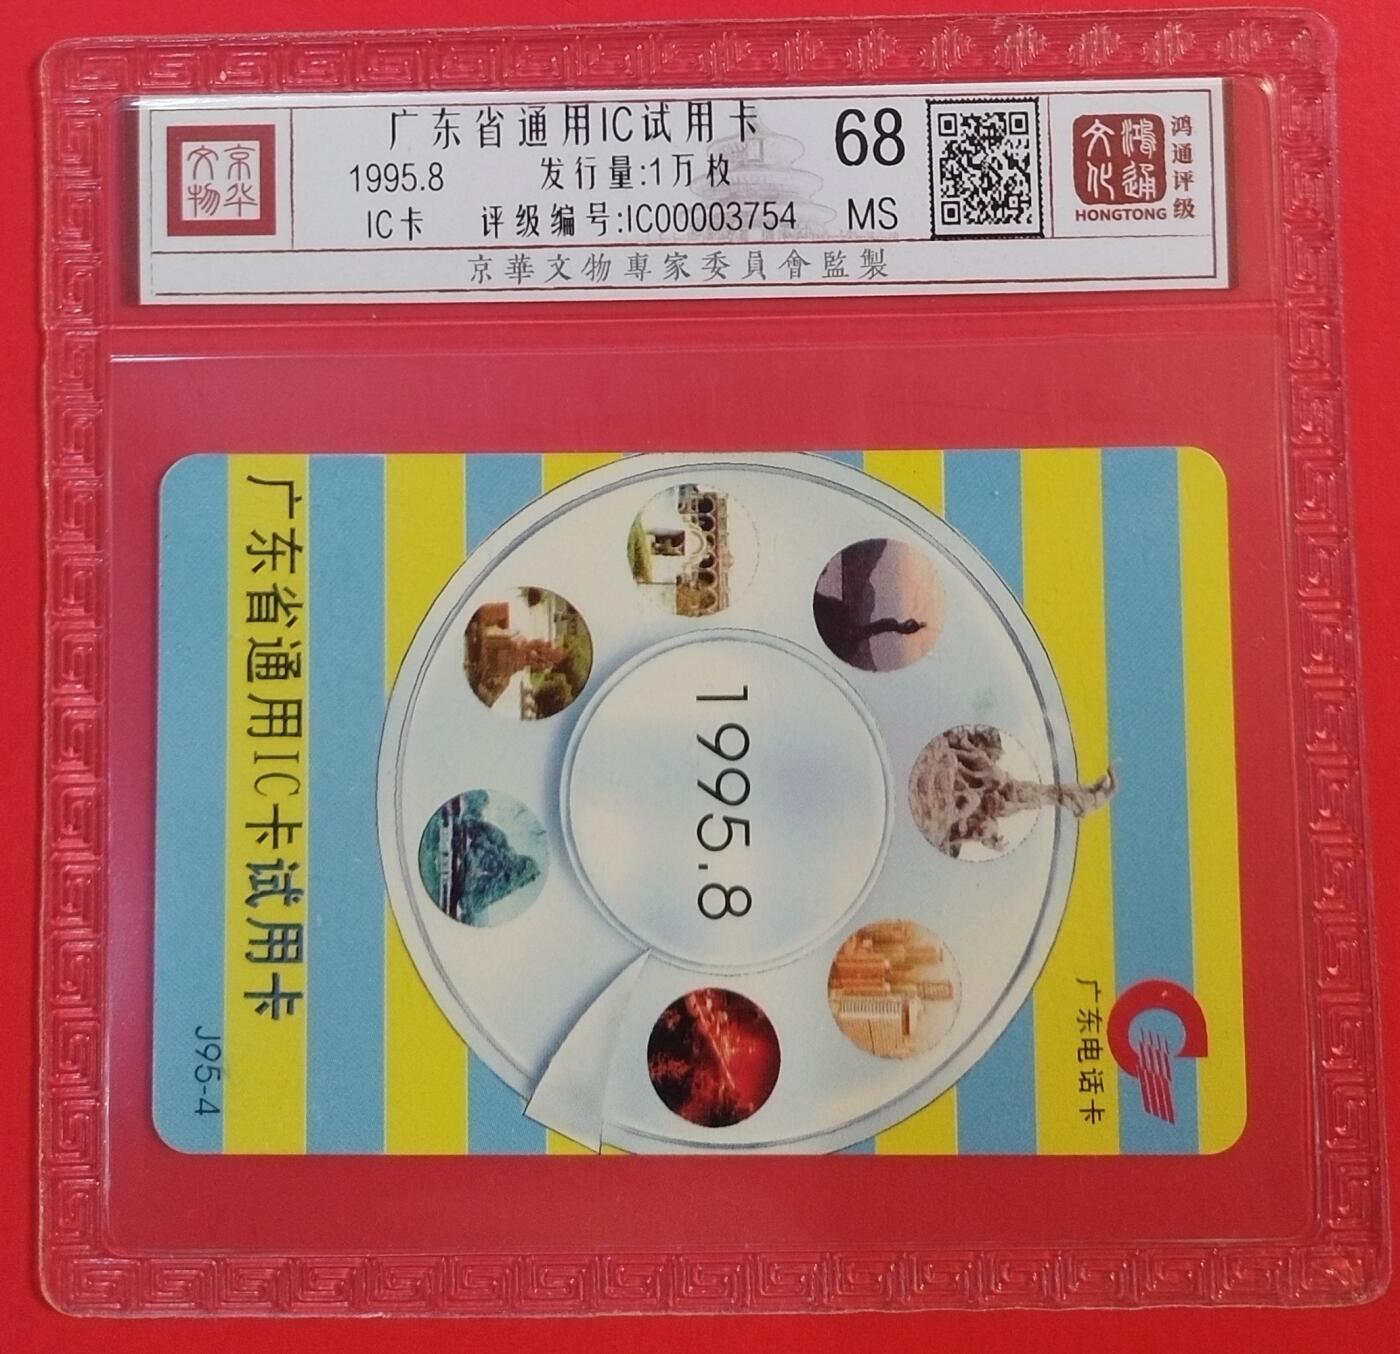 京华文物
广东省通用IC试用卡
1995.8 发行量:1万枚
IC卡 评级编号:IC00003754
68
MS
鸿通文化
HONGTONG
鸿通评级
京華文物專家委員會監製
广东省通用IC卡试用卡
J95-4
1995.8
广东电话卡